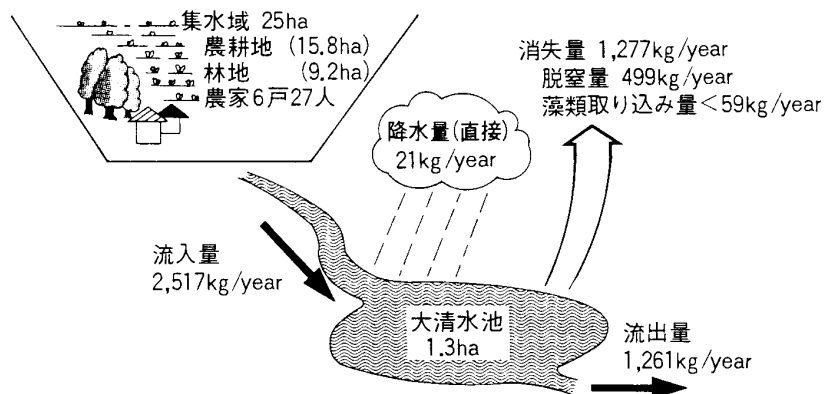 集水域 25ha
農耕地 (15.8ha)
林地 (9.2ha)
農家6戸27人
降水量(直接)
21kg/year
消失量 1,277kg/year
脱窒量 499kg/year
藻類取り込み量<59kg/year
流入量
2,517kg/year
大清水池
1.3ha
流出量
1,261kg/year